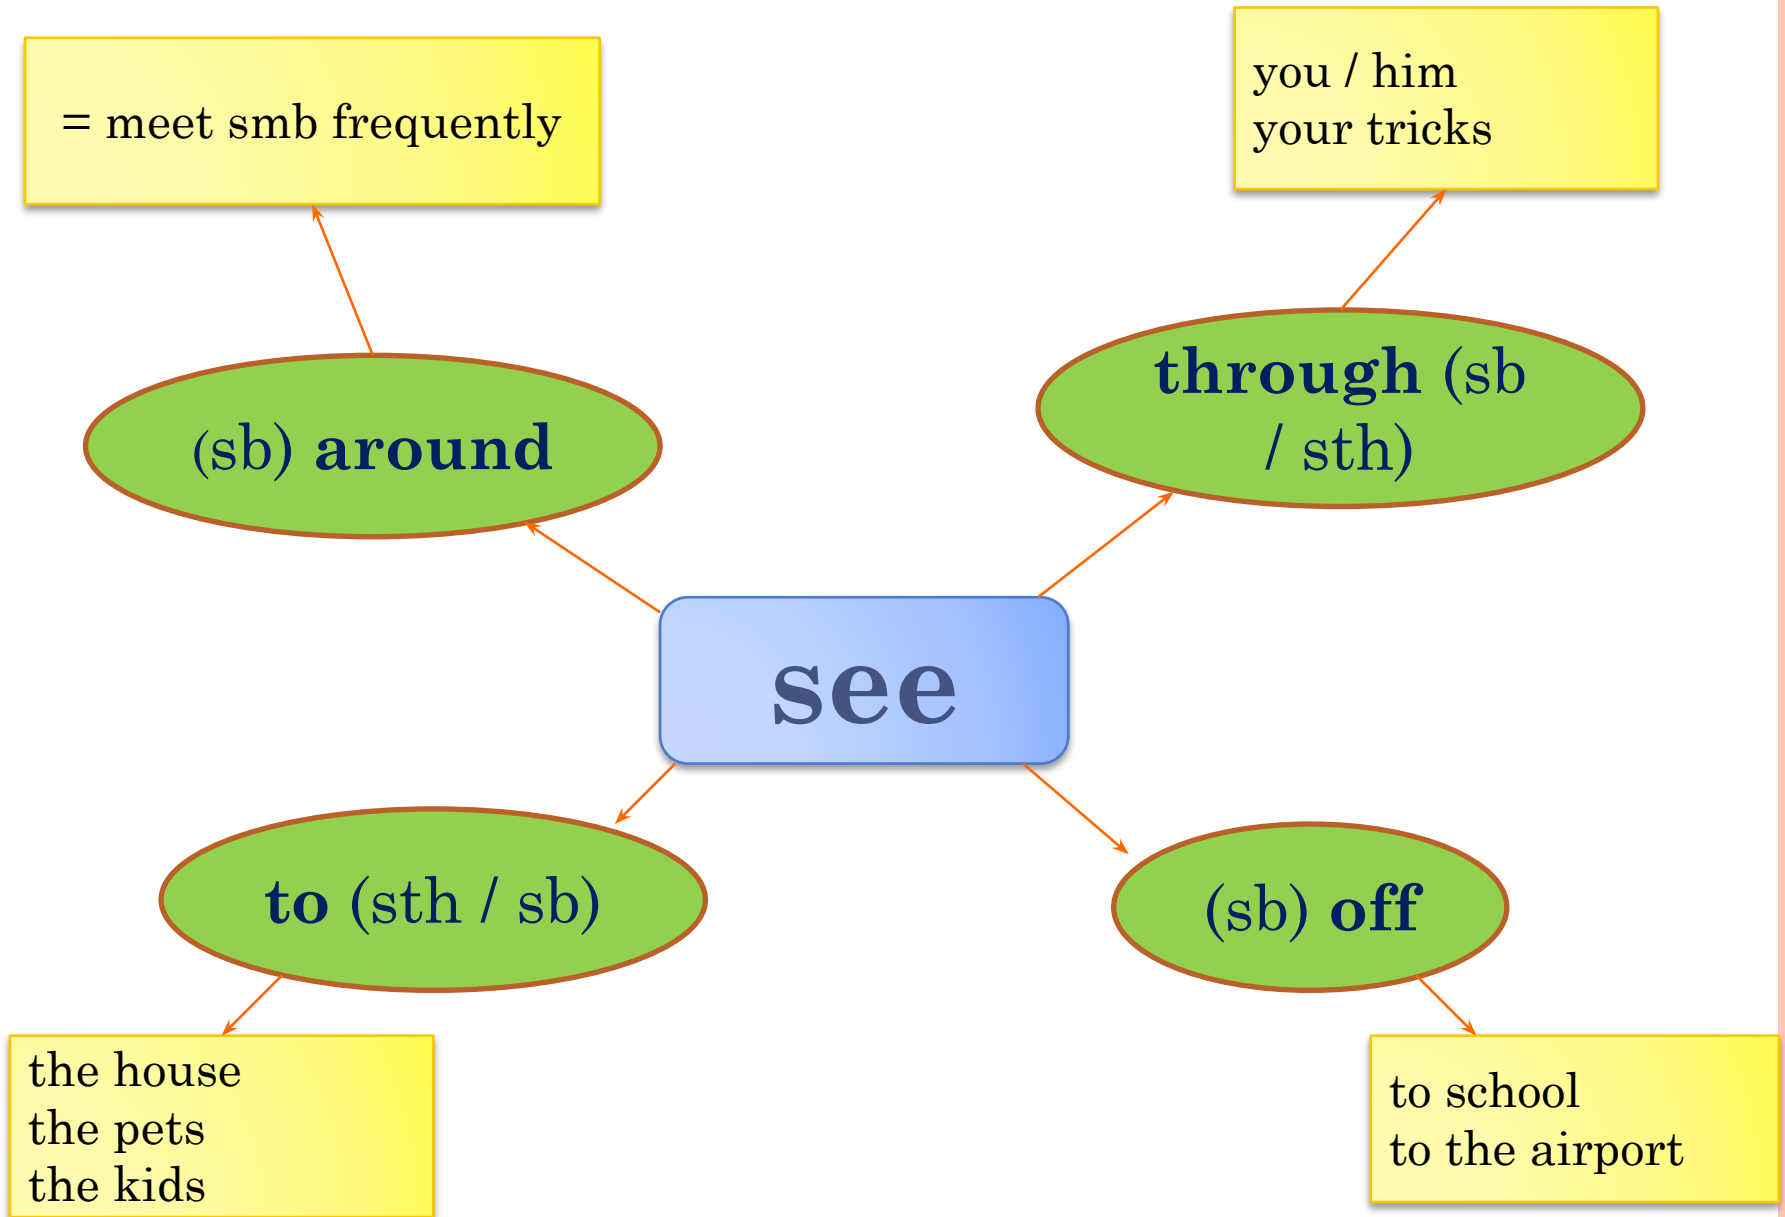 = meet smb frequently
you / him
your tricks
(sb) around
through (sb
/ sth)
see
to (sth / sb)
(sb) off
the house
the pets
the kids
to school
to the airport